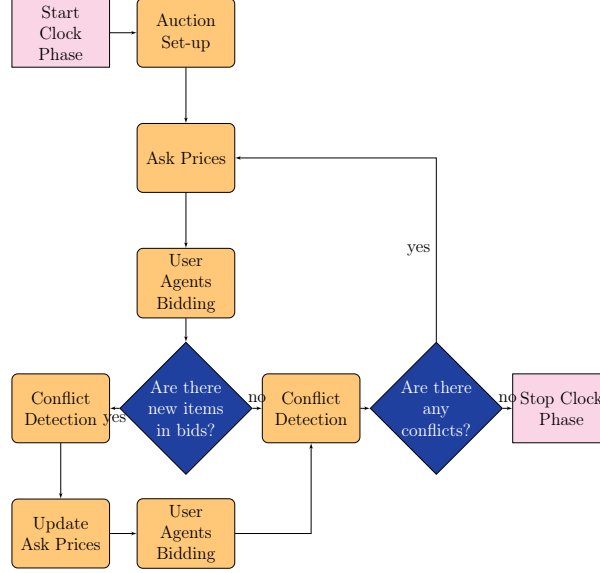 Start
Clock
Phase
Auction
Set-up
Ask Prices
yes
User
Agents
Bidding
Conflict
Detection
yes
Are there
new items
in bids?
no
Conflict
Detection
Are there
any
conflicts?
no
Stop Clock
Phase
Update
Ask Prices
User
Agents
Bidding